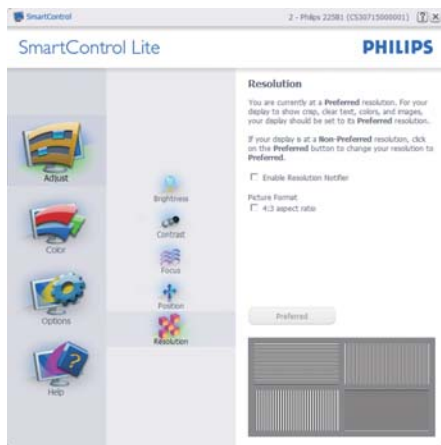 SmartControl
2 - Philips 225B1 (CS30715000001)
SmartControl Lite
PHILIPS
Adjust
Color
Options
Help
Brightness
Contrast
Focus
Position
Resolution
Resolution
You are currently at a Preferred resolution. For your
display to show crisp, clear text, colors, and images,
your display should be set to its Preferred resolution.
If your display is at a Non-Preferred resolution, click
on the Preferred button to change your resolution to
Preferred.
Enable Resolution Notifier
Picture Format
4:3 aspect ratio
Preferred